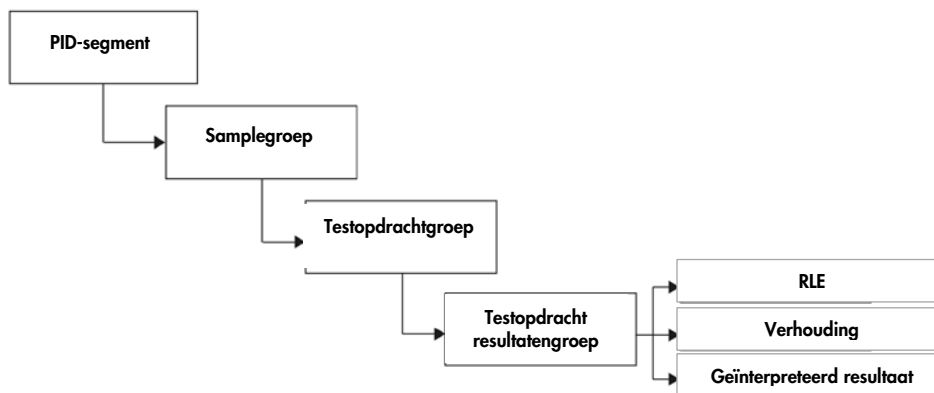 PID-segment
Samplegroep
Testopdrachtgroep
Testopdracht
resultatengroep
RLE
Verhouding
Geïnterpreteerd resultaat